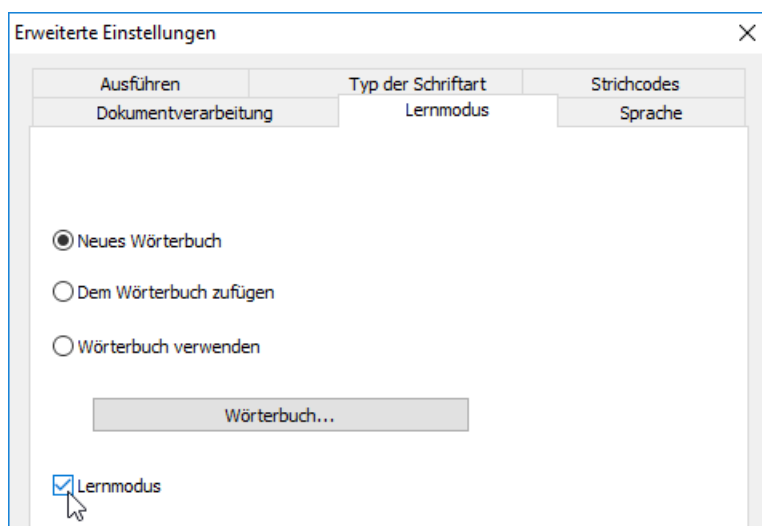 Erweiterte Einstellungen
Ausführen Typ der Schriftart Strichcodes
Dokumentverarbeitung Lernmodus Sprache
Neues Wörterbuch
Dem Wörterbuch zufügen
Wörterbuch verwenden
Wörterbuch...
Lernmodus